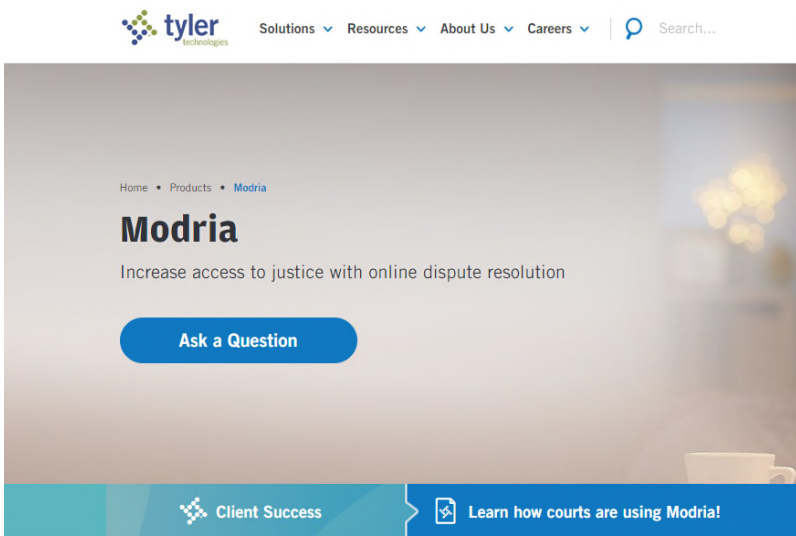 tyler
technologies
Solutions Resources About Us Careers Search...
Home • Products • Modria
Modria
Increase access to justice with online dispute resolution
Ask a Question
Client Success
Learn how courts are using Modria!